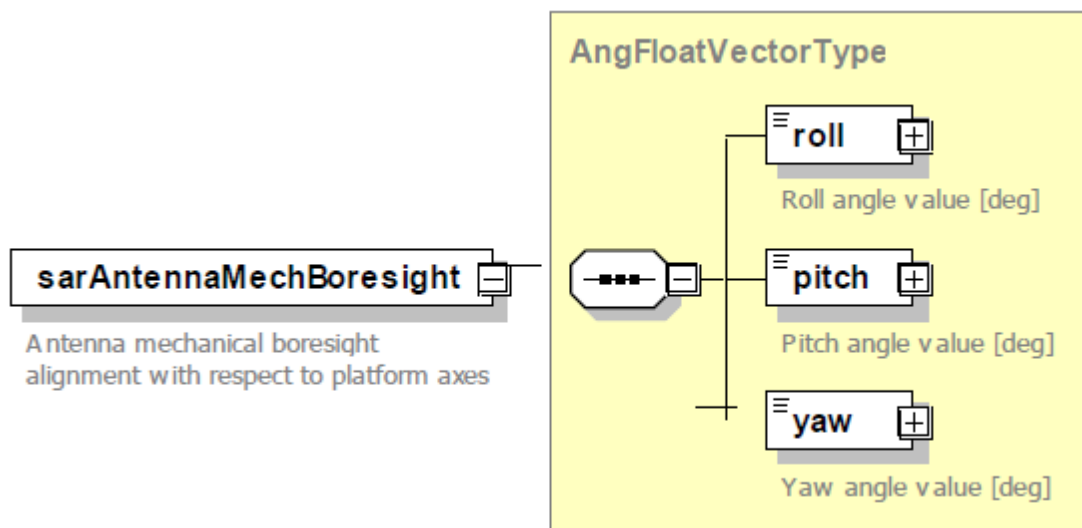 AngFloatVectorType
roll
Roll angle value [deg]
sarAntennaMechBoresight
Antenna mechanical boresight
alignment with respect to platform axes
pitch
Pitch angle value [deg]
yaw
Yaw angle value [deg]